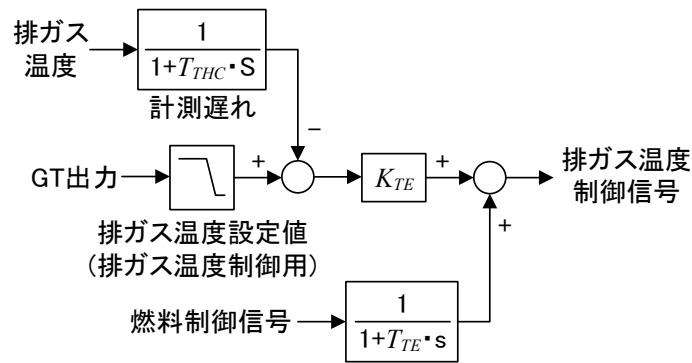 排ガス
温度
1
1+T_THC・S
計測遅れ
−
GT出力
+
K_TE
+
排ガス温度
制御信号
排ガス温度設定値
（排ガス温度制御用）
+
燃料制御信号
1
1+T_TE・s